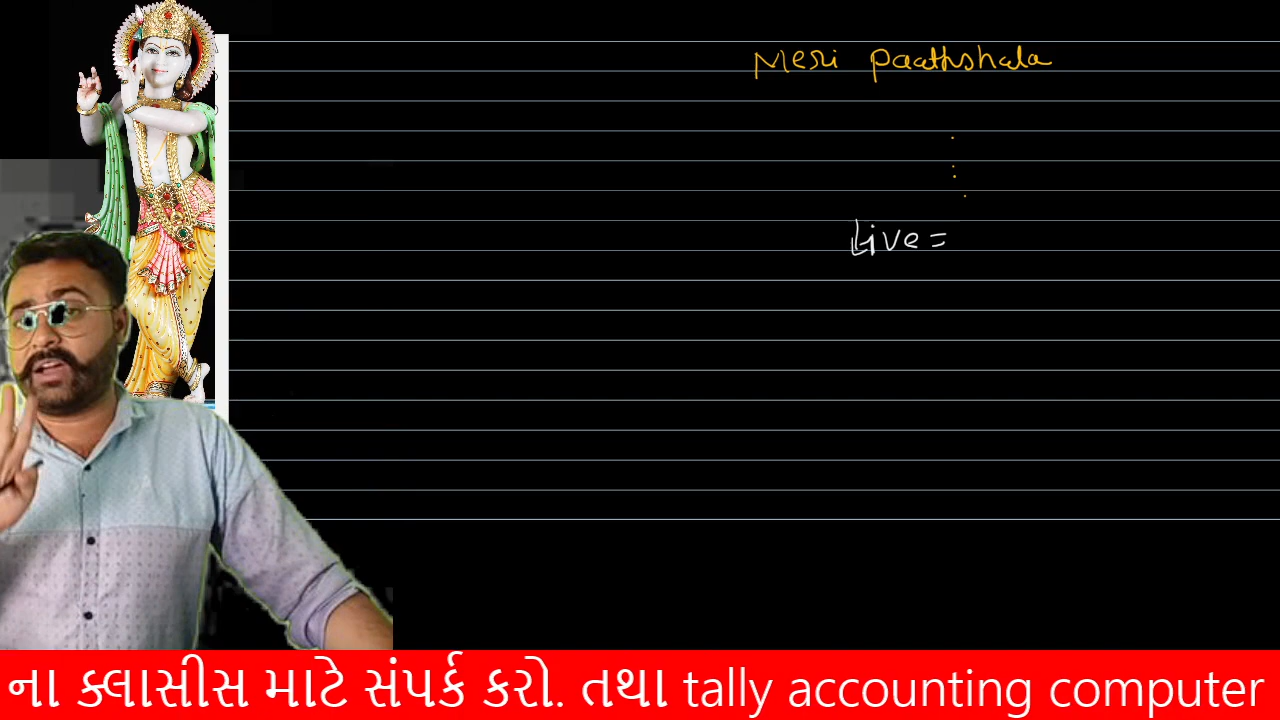 Meri Paathshala
Live =
ના ક્લાસીસ માટે સંપર્ક કરો. તથા tally accounting computer